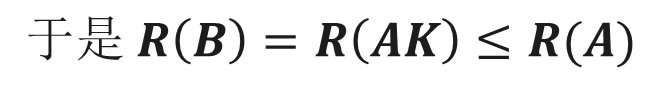 于是 R(B) = R(AK) ≤ R(A)